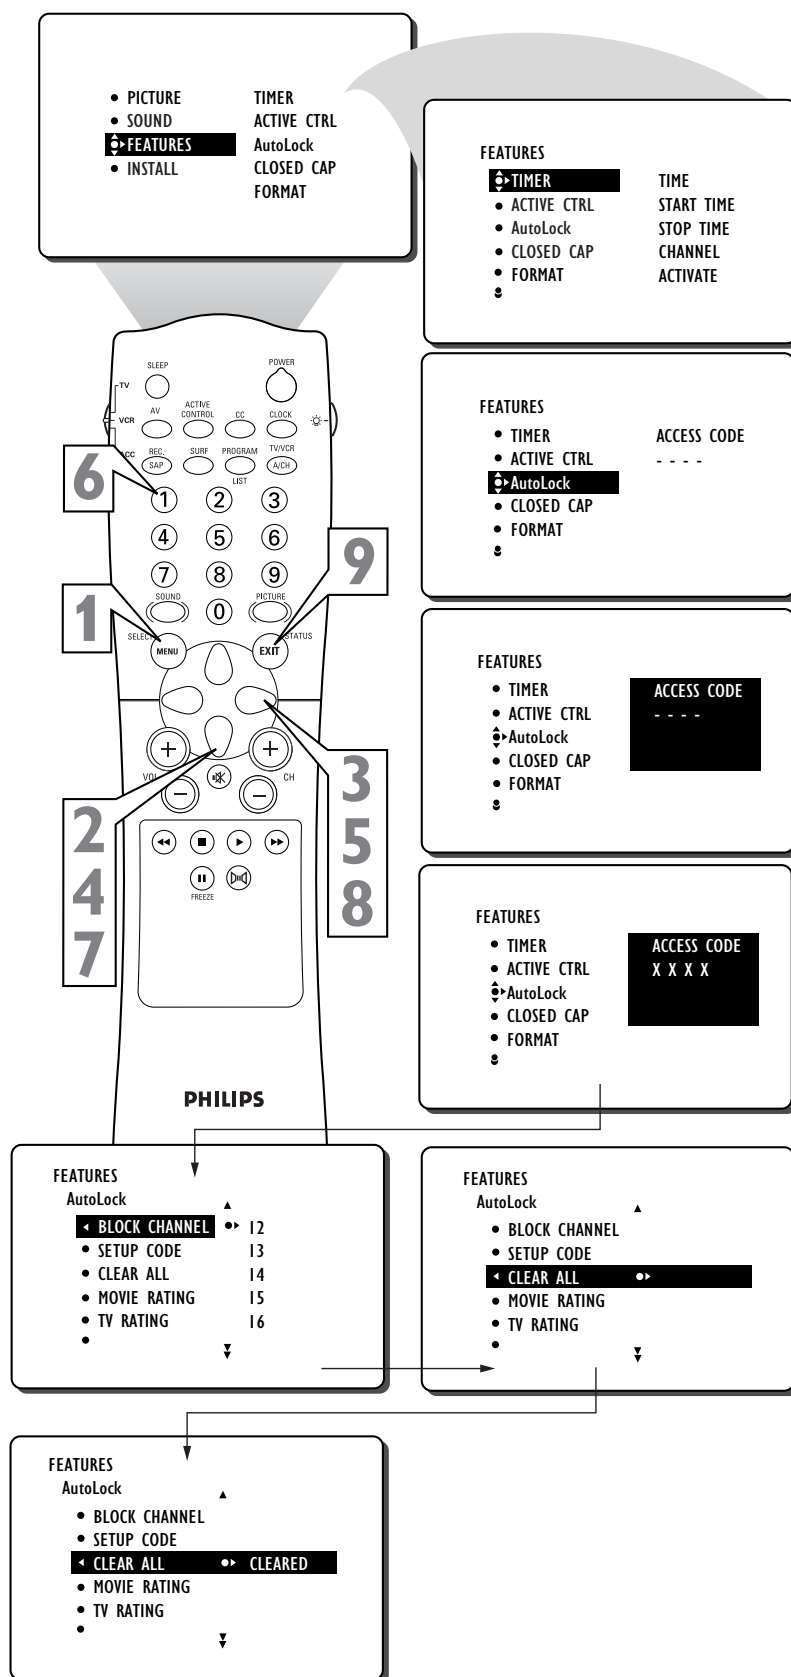 PICTURE TIMER
SOUND ACTIVE CTRL
FEATURES AutoLock
INSTALL CLOSED CAP
FORMAT
FEATURES
TIMER TIME
ACTIVE CTRL START TIME
AutoLock STOP TIME
CLOSED CAP CHANNEL
FORMAT ACTIVATE
FEATURES
TIMER ACCESS CODE
ACTIVE CTRL - - - -
AutoLock
CLOSED CAP
FORMAT
FEATURES
TIMER ACCESS CODE
ACTIVE CTRL - - - -
AutoLock
CLOSED CAP
FORMAT
FEATURES
TIMER ACCESS CODE
ACTIVE CTRL X X X X
AutoLock
CLOSED CAP
FORMAT
SLEEP POWER
TV
AV ACTIVE CONTROL CC CLOCK
VCR
ACC REC. SURF PROGRAM TV/VCR
SAP A/CH
LIST
6
1 2 3
4 5 6
7 8 9
9
SOUND 0 PICTURE
1
SELECT STATUS
MENU EXIT
VOL CH
2
4
7
3
5
8
FREEZE
PHILIPS
FEATURES
AutoLock
BLOCK CHANNEL 12
SETUP CODE 13
CLEAR ALL 14
MOVIE RATING 15
TV RATING 16
FEATURES
AutoLock
BLOCK CHANNEL
SETUP CODE
CLEAR ALL
MOVIE RATING
TV RATING
FEATURES
AutoLock
BLOCK CHANNEL
SETUP CODE
CLEAR ALL CLEARED
MOVIE RATING
TV RATING